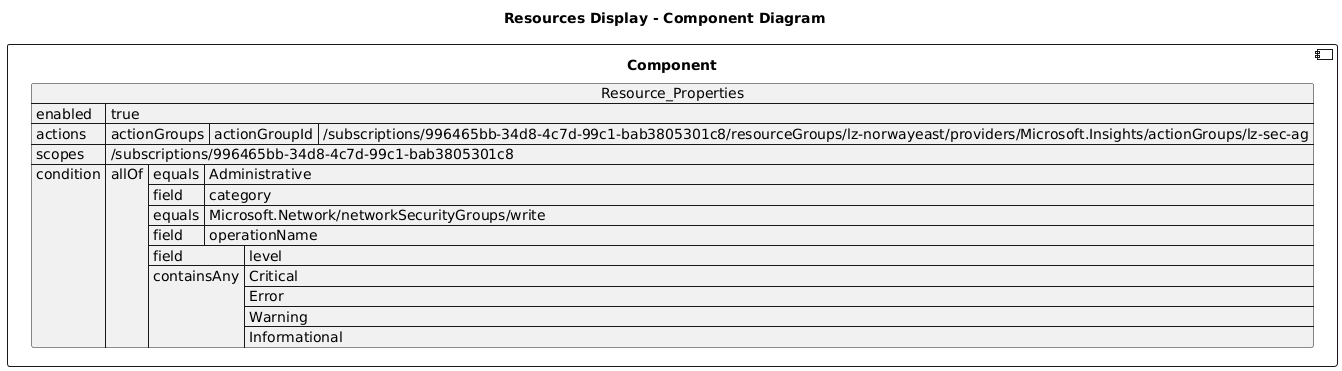 Resources Display - Component Diagram
Component
Resource_Properties
enabled true
actions actionGroups actionGroupId /subscriptions/996465bb-34d8-4c7d-99c1-bab3805301c8/resourceGroups/lz-norwayeast/providers/Microsoft.Insights/actionGroups/lz-sec-ag
scopes /subscriptions/996465bb-34d8-4c7d-99c1-bab3805301c8
condition allOf equals Administrative
field category
equals Microsoft.Network/networkSecurityGroups/write
field operationName
field level
containsAny Critical
Error
Warning
Informational